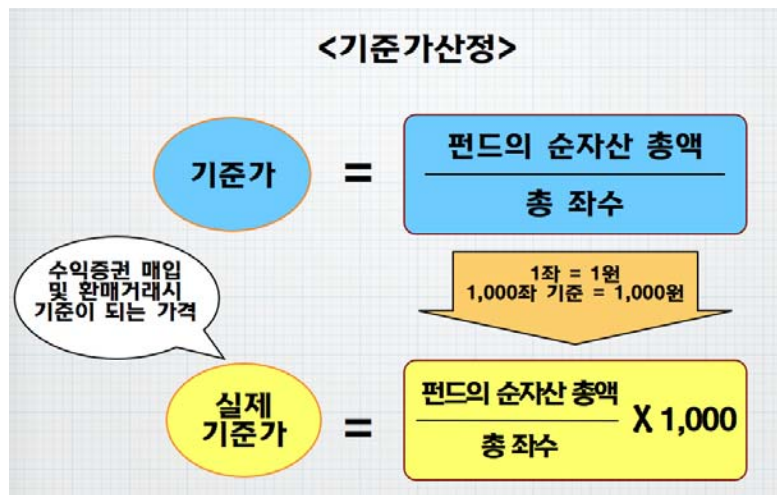 <기준가산정>
기준가
=
펀드의 순자산 총액
총 좌수
수익증권 매입
및 환매거래시
기준이 되는 가격
1좌 = 1원
1,000좌 기준 = 1,000원
실제
기준가
=
펀드의 순자산 총액
총 좌수
X 1,000